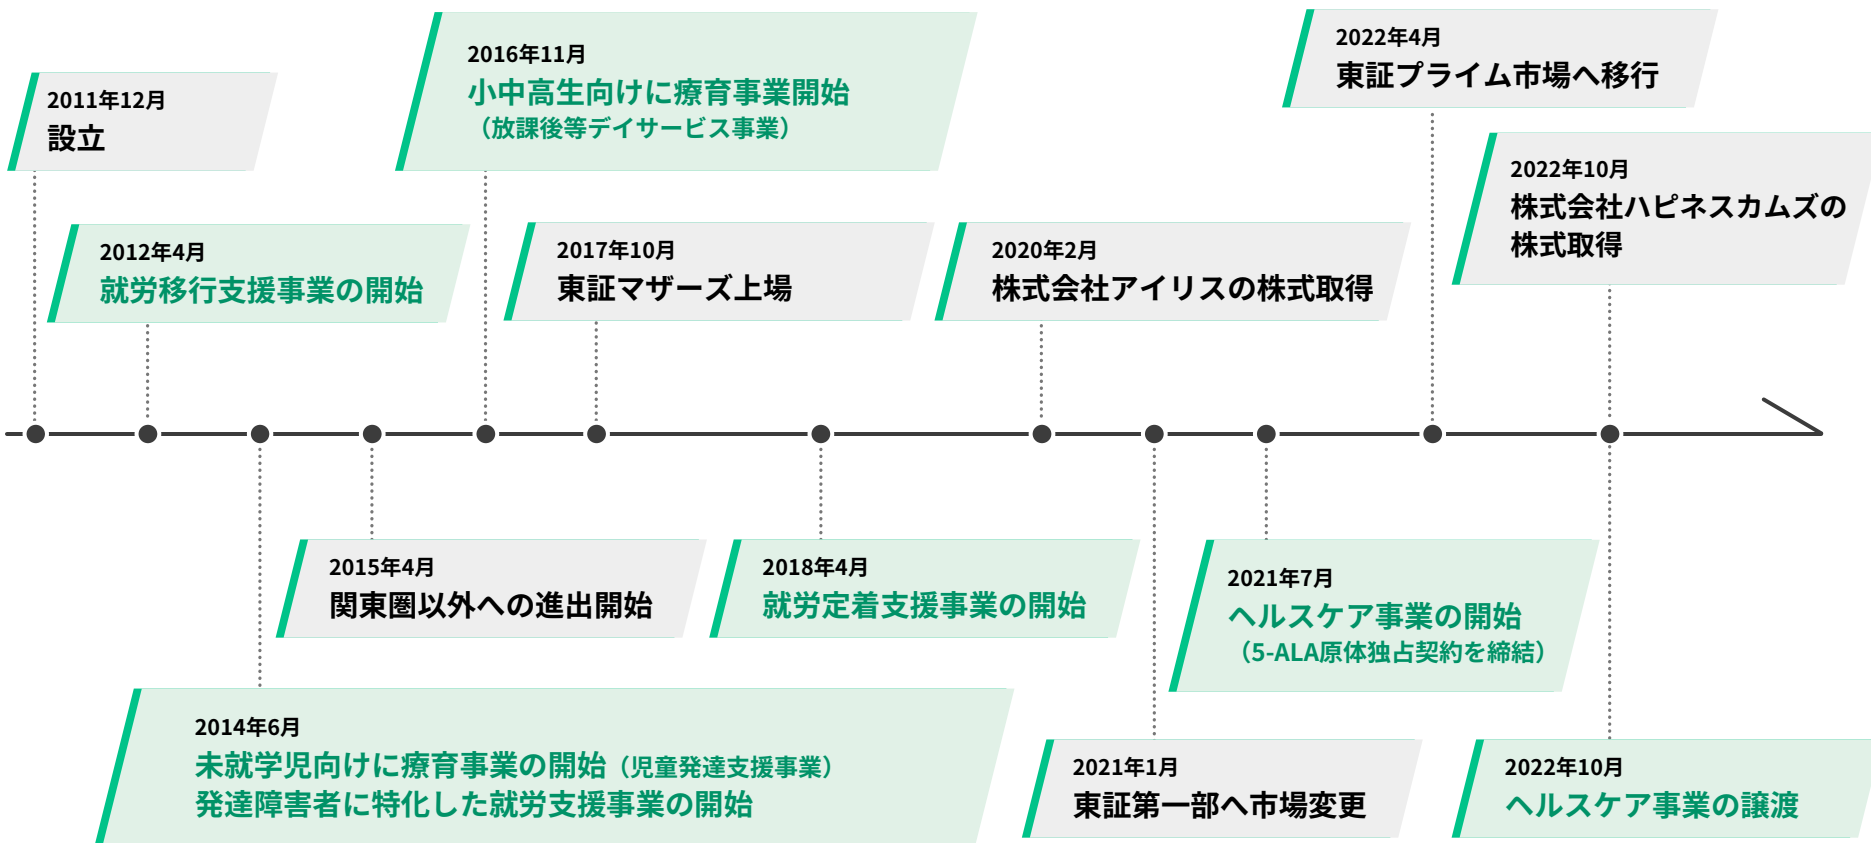 2011年12月
設立
2012年4月
就労移行支援事業の開始
2014年6月
未就学児向けに療育事業の開始（児童発達支援事業）
発達障害者に特化した就労支援事業の開始
2015年4月
関東圏以外への進出開始
2016年11月
小中高生向けに療育事業開始
（放課後等デイサービス事業）
2017年10月
東証マザーズ上場
2018年4月
就労定着支援事業の開始
2020年2月
株式会社アイリスの株式取得
2021年1月
東証第一部へ市場変更
2021年7月
ヘルスケア事業の開始
（5-ALA原体独占契約を締結）
2022年4月
東証プライム市場へ移行
2022年10月
株式会社ハピネスカムズの
株式取得
2022年10月
ヘルスケア事業の譲渡